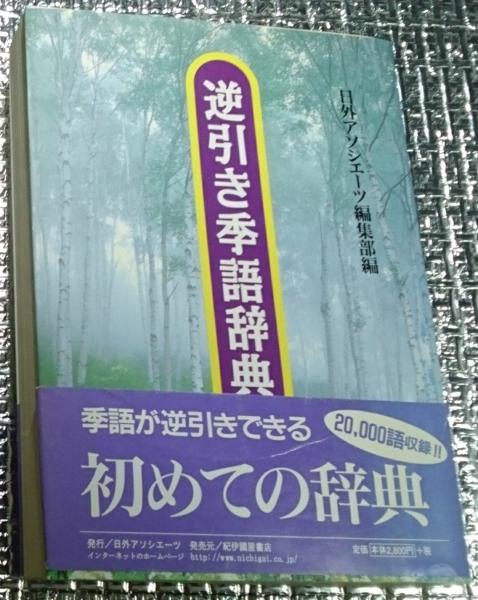 逆引き季語辞典
日外アソシエーツ編集部編
季語が逆引きできる
20,000語収録!!
初めての辞典
発行/日外アソシエーツ 発売元/紀伊國屋書店
インターネットのホームページ http://www.nichigai.co.jp/
定価 本体2,800円 +税